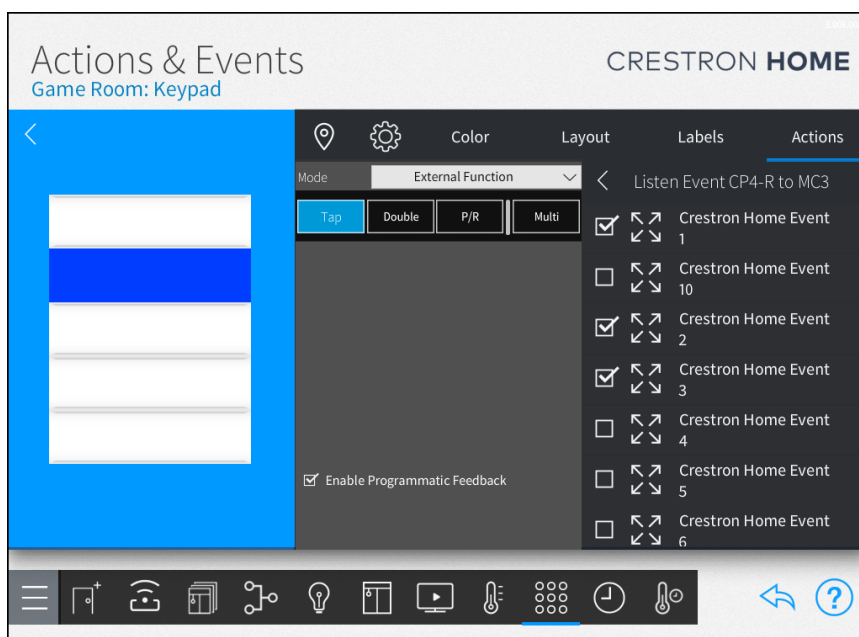 Actions & Events
CRESTRON HOME
Game Room: Keypad
Color
Layout
Labels
Actions
Mode
External Function
Listen Event CP4-R to MC3
Tap
Double
P/R
Multi
Crestron Home Event
1
Crestron Home Event
10
Crestron Home Event
2
Crestron Home Event
3
Crestron Home Event
4
Enable Programmatic Feedback
Crestron Home Event
5
Crestron Home Event
6
?